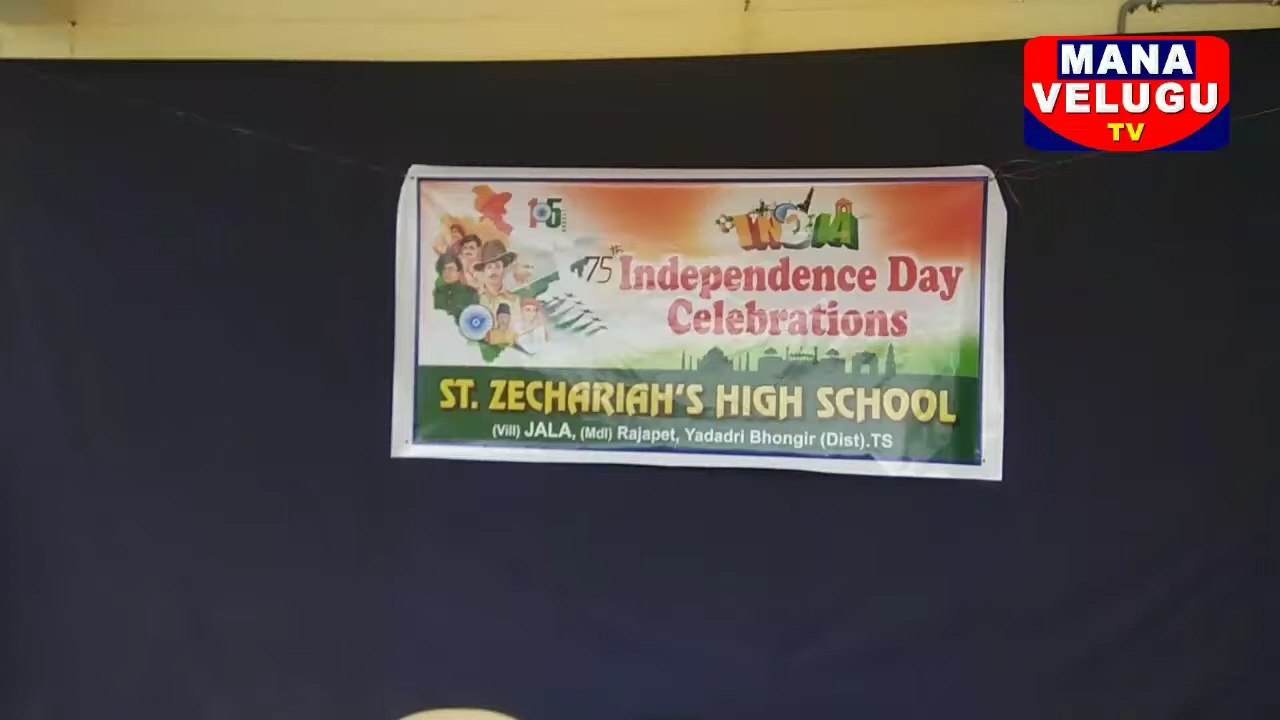 MANA
VELUGU
TV
15
INDIA
75th Independence Day
Celebrations
ST. ZECHARIAH'S HIGH SCHOOL
(Vill) JALA, (Mdl) Rajapet, Yadadri Bhongir (Dist).TS